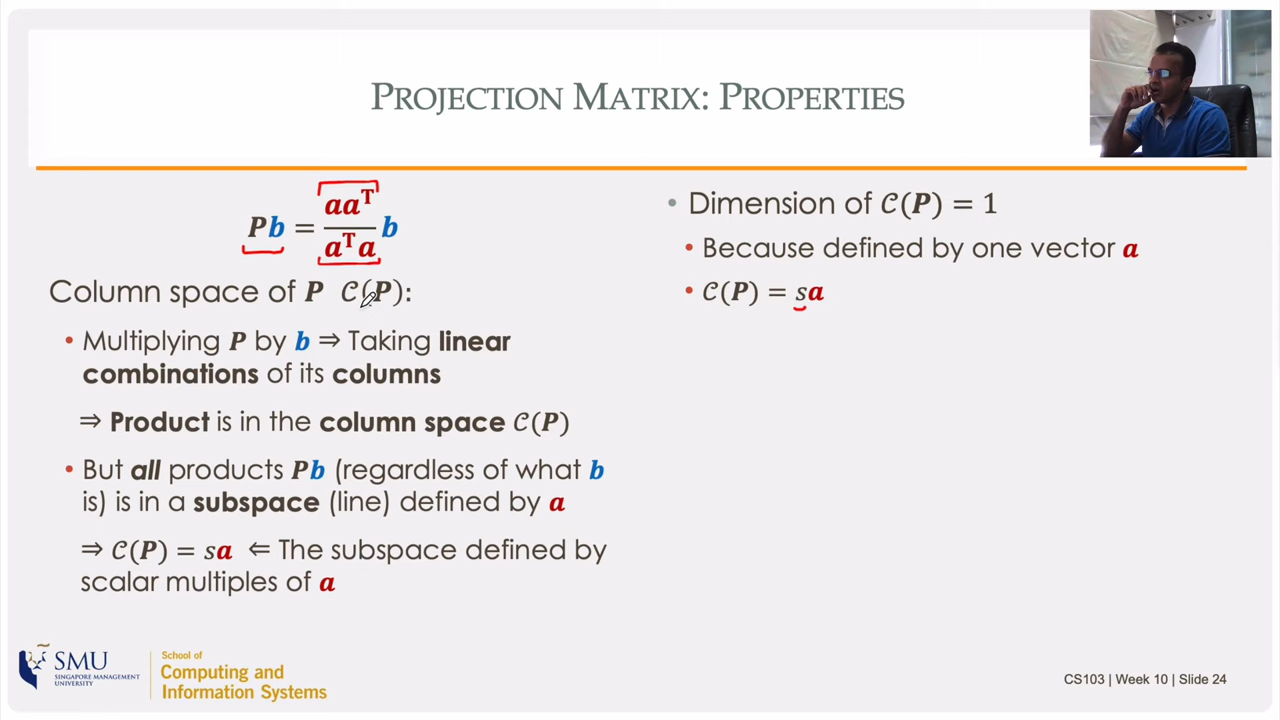 PROJECTION MATRIX: PROPERTIES
Pb = aaᵀ/aᵀa b
Column space of P 𝒞(P):
• Multiplying P by b ⇒ Taking linear
combinations of its columns
⇒ Product is in the column space 𝒞(P)
• But all products Pb (regardless of what b
is) is in a subspace (line) defined by a
⇒ 𝒞(P) = sa ⇐ The subspace defined by
scalar multiples of a
• Dimension of 𝒞(P) = 1
• Because defined by one vector a
• 𝒞(P) = sa
SMU
SINGAPORE MANAGEMENT
UNIVERSITY
School of
Computing and
Information Systems
CS103 | Week 10 | Slide 24